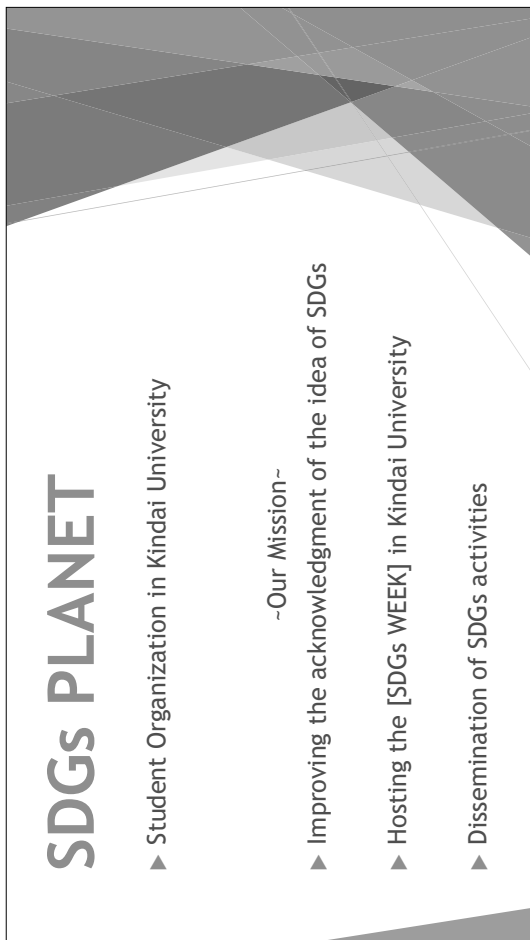 SDGs PLANET
▶ Student Organization in Kindai University
~Our Mission~
▶ Improving the acknowledgment of the idea of SDGs
▶ Hosting the [SDGs WEEK] in Kindai University
▶ Dissemination of SDGs activities